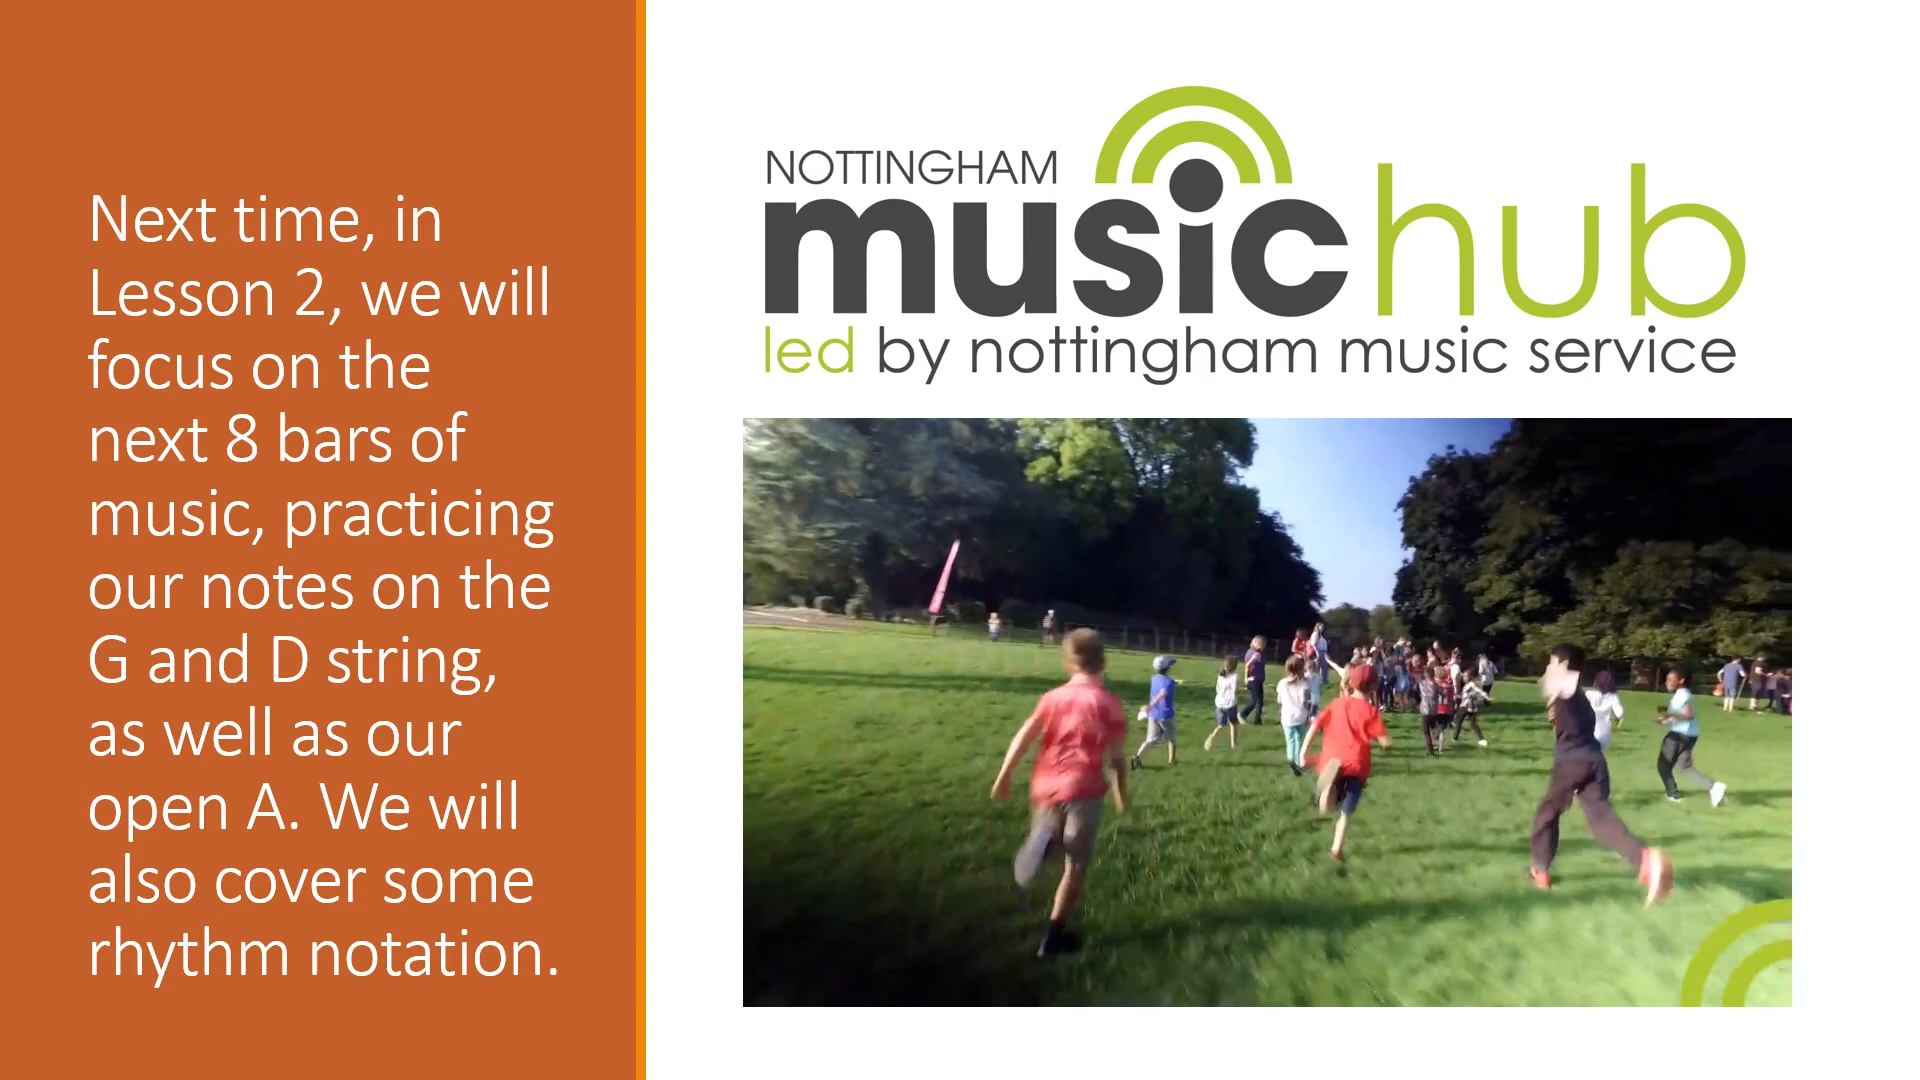 Next time, in
Lesson 2, we will
focus on the
next 8 bars of
music, practicing
our notes on the
G and D string,
as well as our
open A. We will
also cover some
rhythm notation.
NOTTINGHAM
musichub
led by nottingham music service